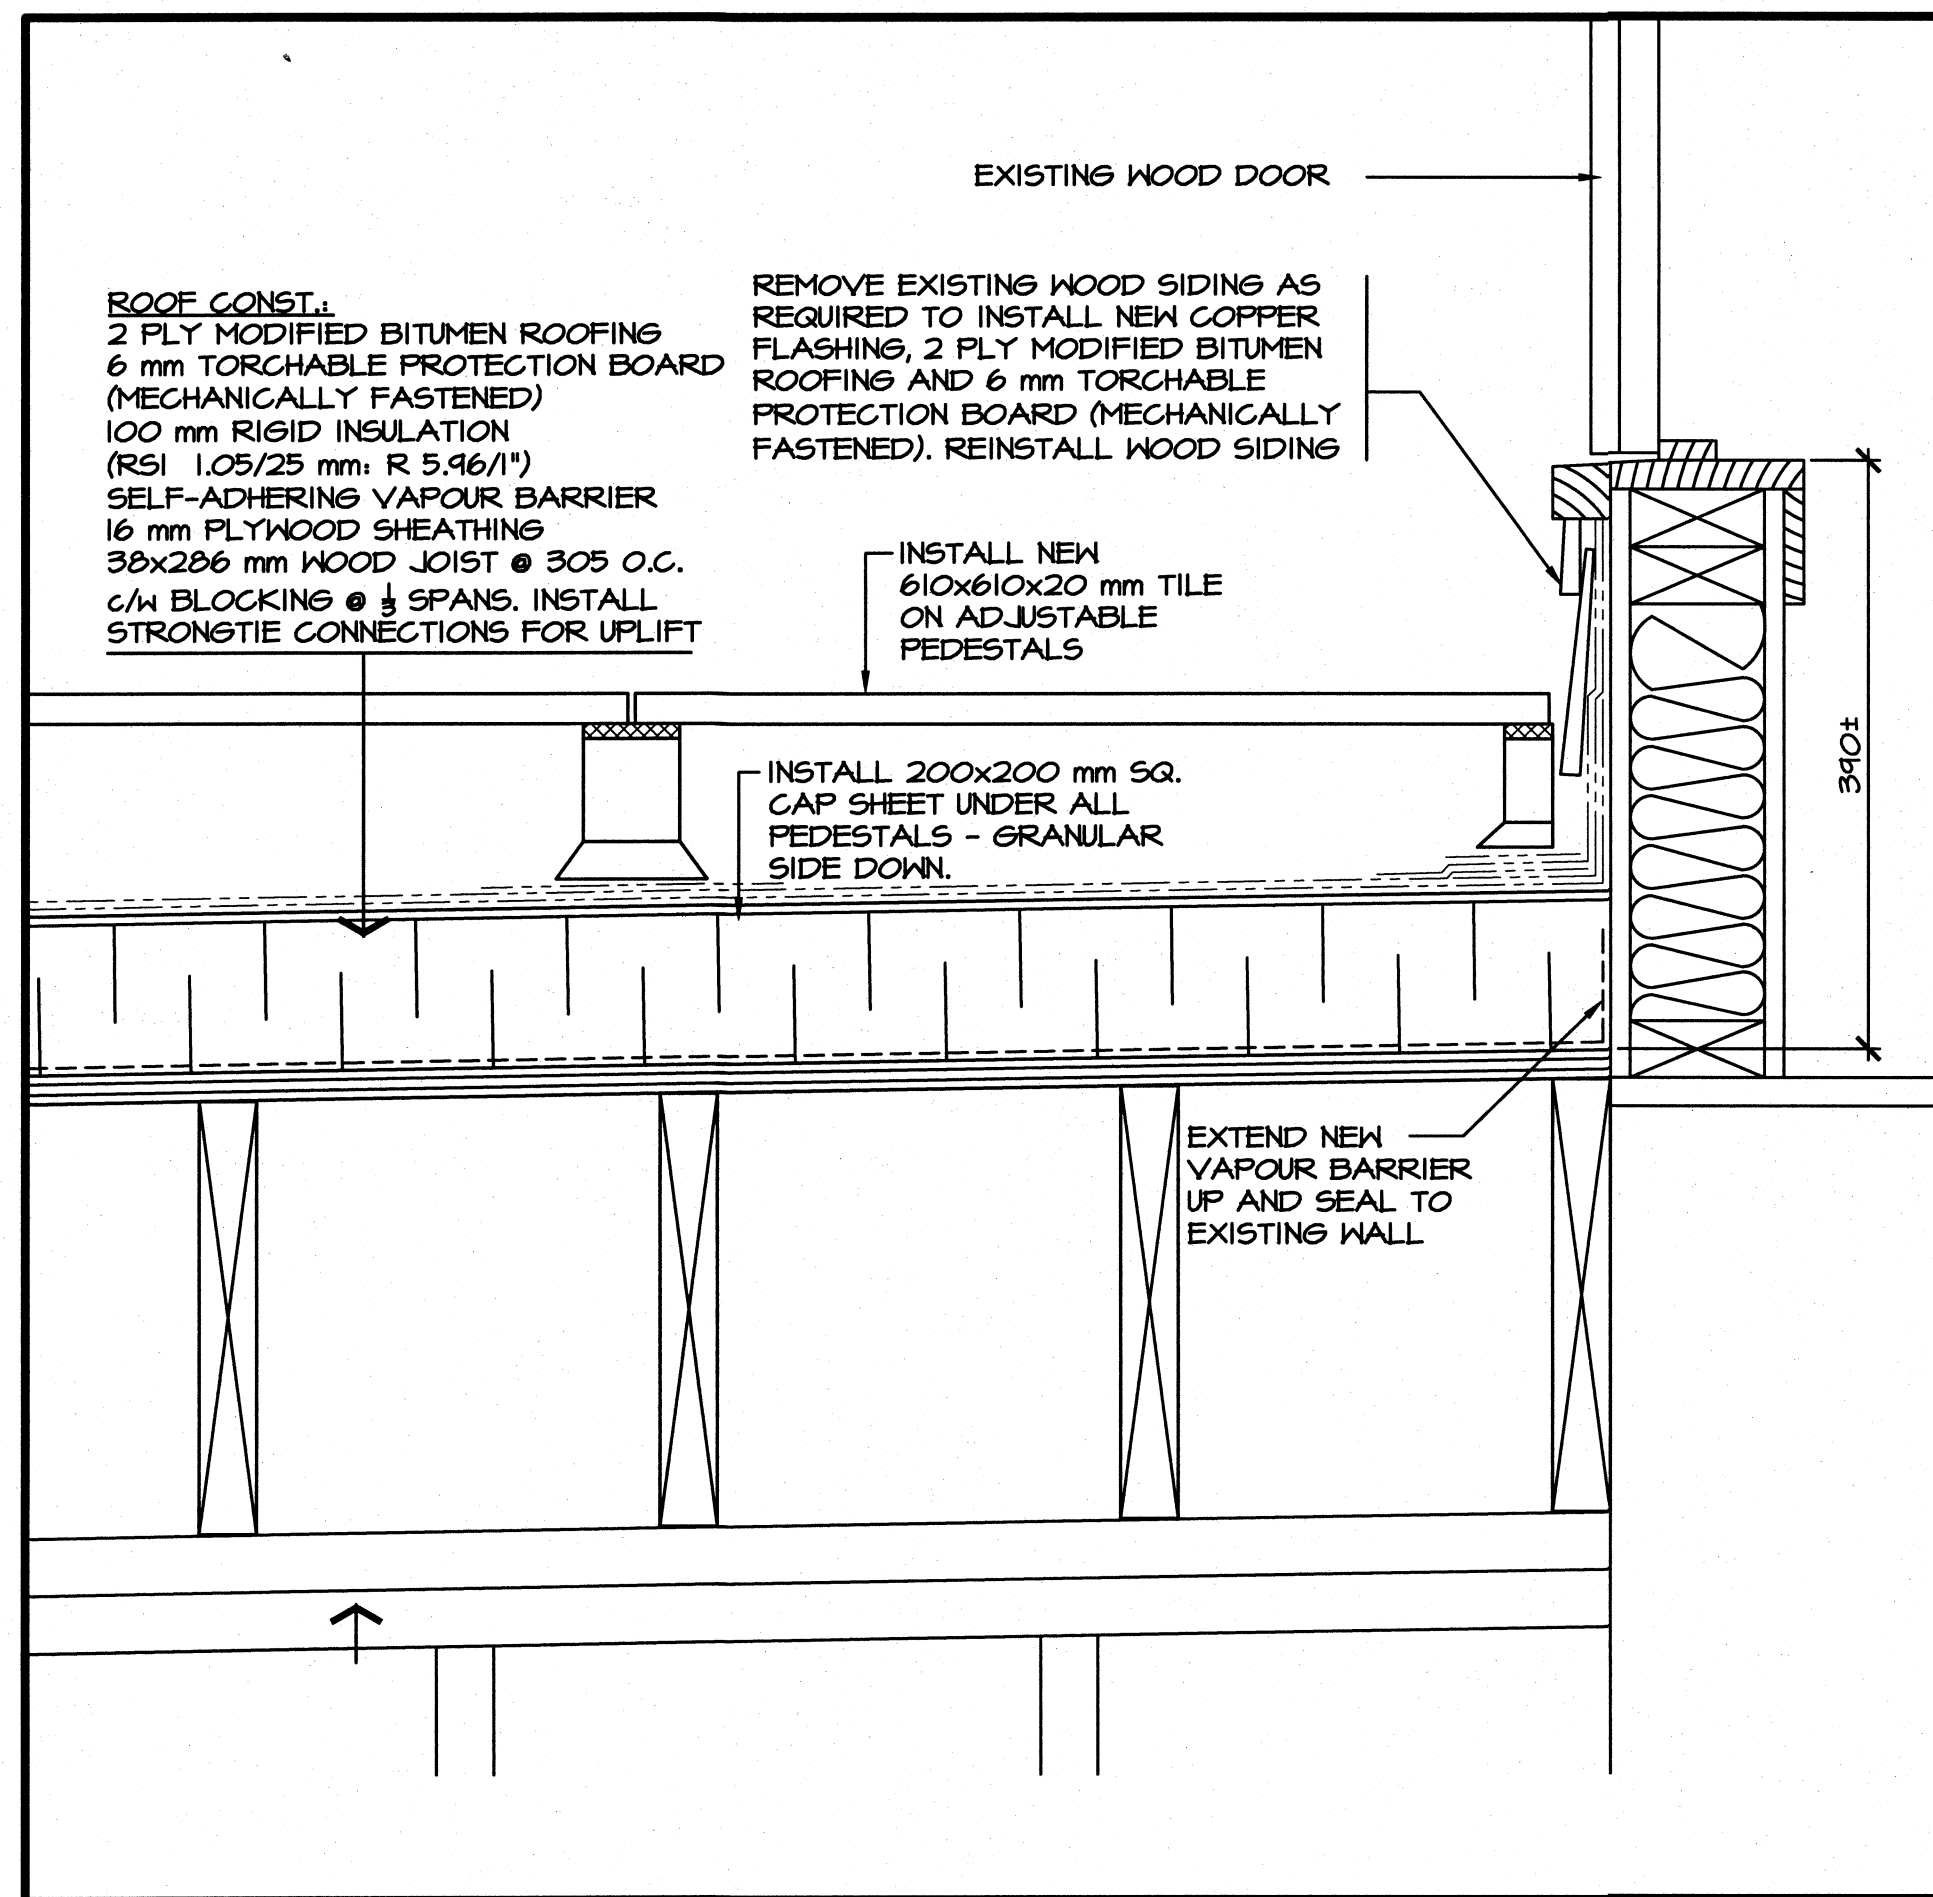 EXISTING WOOD DOOR
ROOF CONST.:
2 PLY MODIFIED BITUMEN ROOFING
6 mm TORCHABLE PROTECTION BOARD
(MECHANICALLY FASTENED)
100 mm RIGID INSULATION
(RSI 1.05/25 mm: R 5.96/1")
SELF-ADHERING VAPOUR BARRIER
16 mm PLYWOOD SHEATHING
38x286 mm WOOD JOIST @ 305 O.C.
c/w BLOCKING @ ⅓ SPANS. INSTALL
STRONGTIE CONNECTIONS FOR UPLIFT
REMOVE EXISTING WOOD SIDING AS
REQUIRED TO INSTALL NEW COPPER
FLASHING, 2 PLY MODIFIED BITUMEN
ROOFING AND 6 mm TORCHABLE
PROTECTION BOARD (MECHANICALLY
FASTENED). REINSTALL WOOD SIDING
INSTALL NEW
610x610x20 mm TILE
ON ADJUSTABLE
PEDESTALS
INSTALL 200x200 mm SQ.
CAP SHEET UNDER ALL
PEDESTALS - GRANULAR
SIDE DOWN.
390±
EXTEND NEW
VAPOUR BARRIER
UP AND SEAL TO
EXISTING WALL